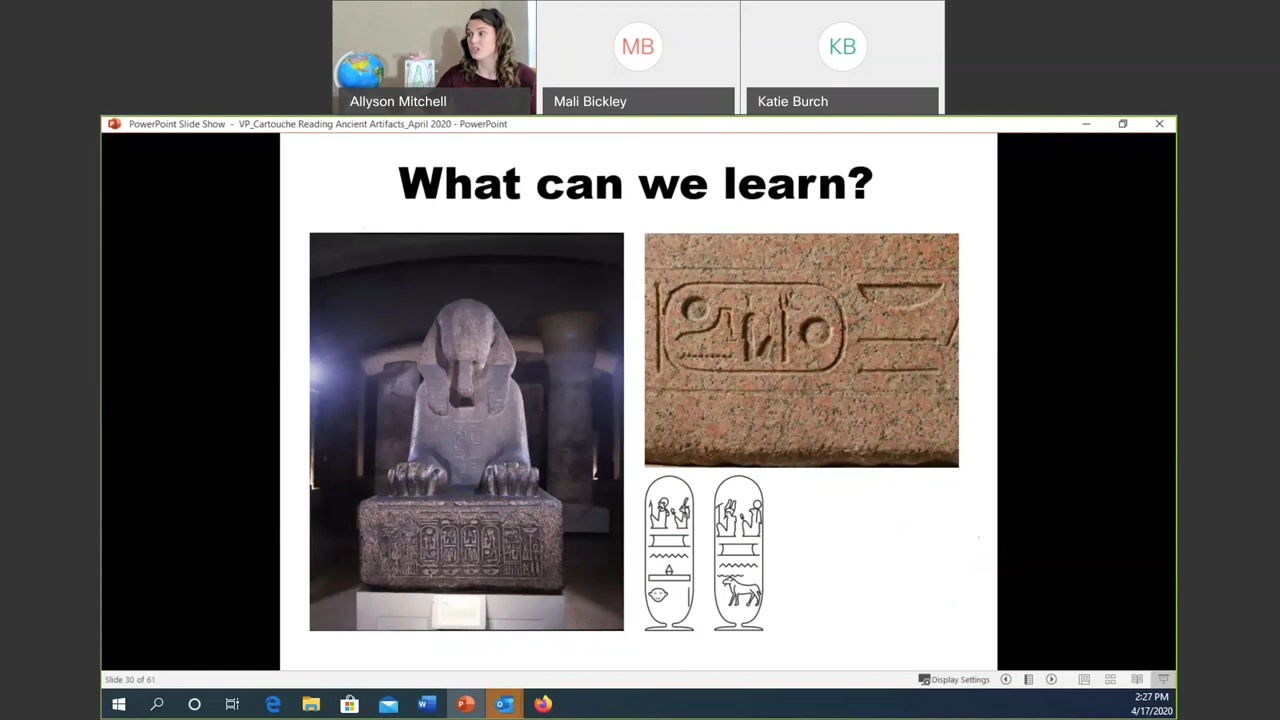 MB
KB
Allyson Mitchell
Mali Bickley
Katie Burch
PowerPoint Slide Show - VP_Cartouche Reading Ancient Artifacts_April 2020 - PowerPoint
What can we learn?
Slide 30 of 61
Display Settings
2:27 PM
4/17/2020